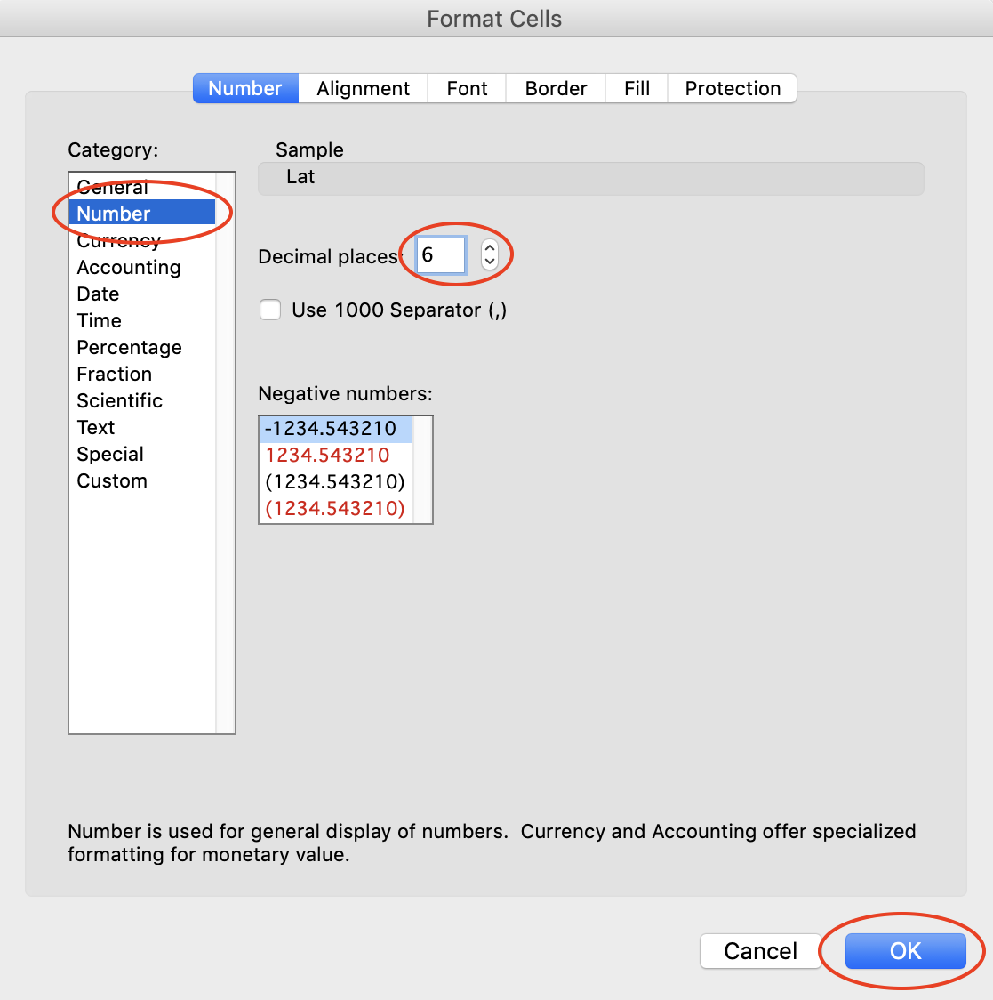 Format Cells
Number Alignment Font Border Fill Protection
Category:
General
Number
Currency
Accounting
Date
Time
Percentage
Fraction
Scientific
Text
Special
Custom
Sample
Lat
Decimal places: 6
Use 1000 Separator (,)
Negative numbers:
-1234.543210
1234.543210
(1234.543210)
(1234.543210)
Number is used for general display of numbers.  Currency and Accounting offer specialized
formatting for monetary value.
Cancel OK